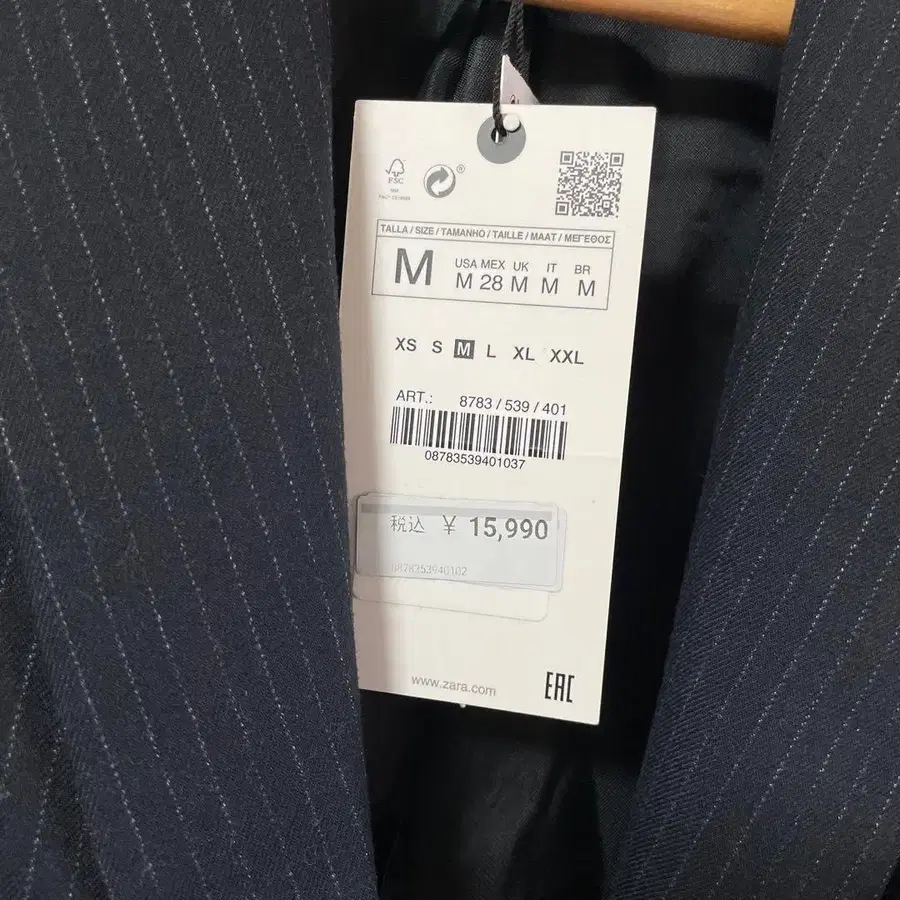 FSC
®
TALLA / SIZE / TAMANHO / TAILLE / MAAT / ΜΕΓΕΘΟΣ
M
USA MEX UK IT BR
M 28 M M M
XS S M L XL XXL
ART.: 8783 / 539 / 401
08783539401037
税込 ¥ 15,990
0878353940102
www.zara.com
EAC